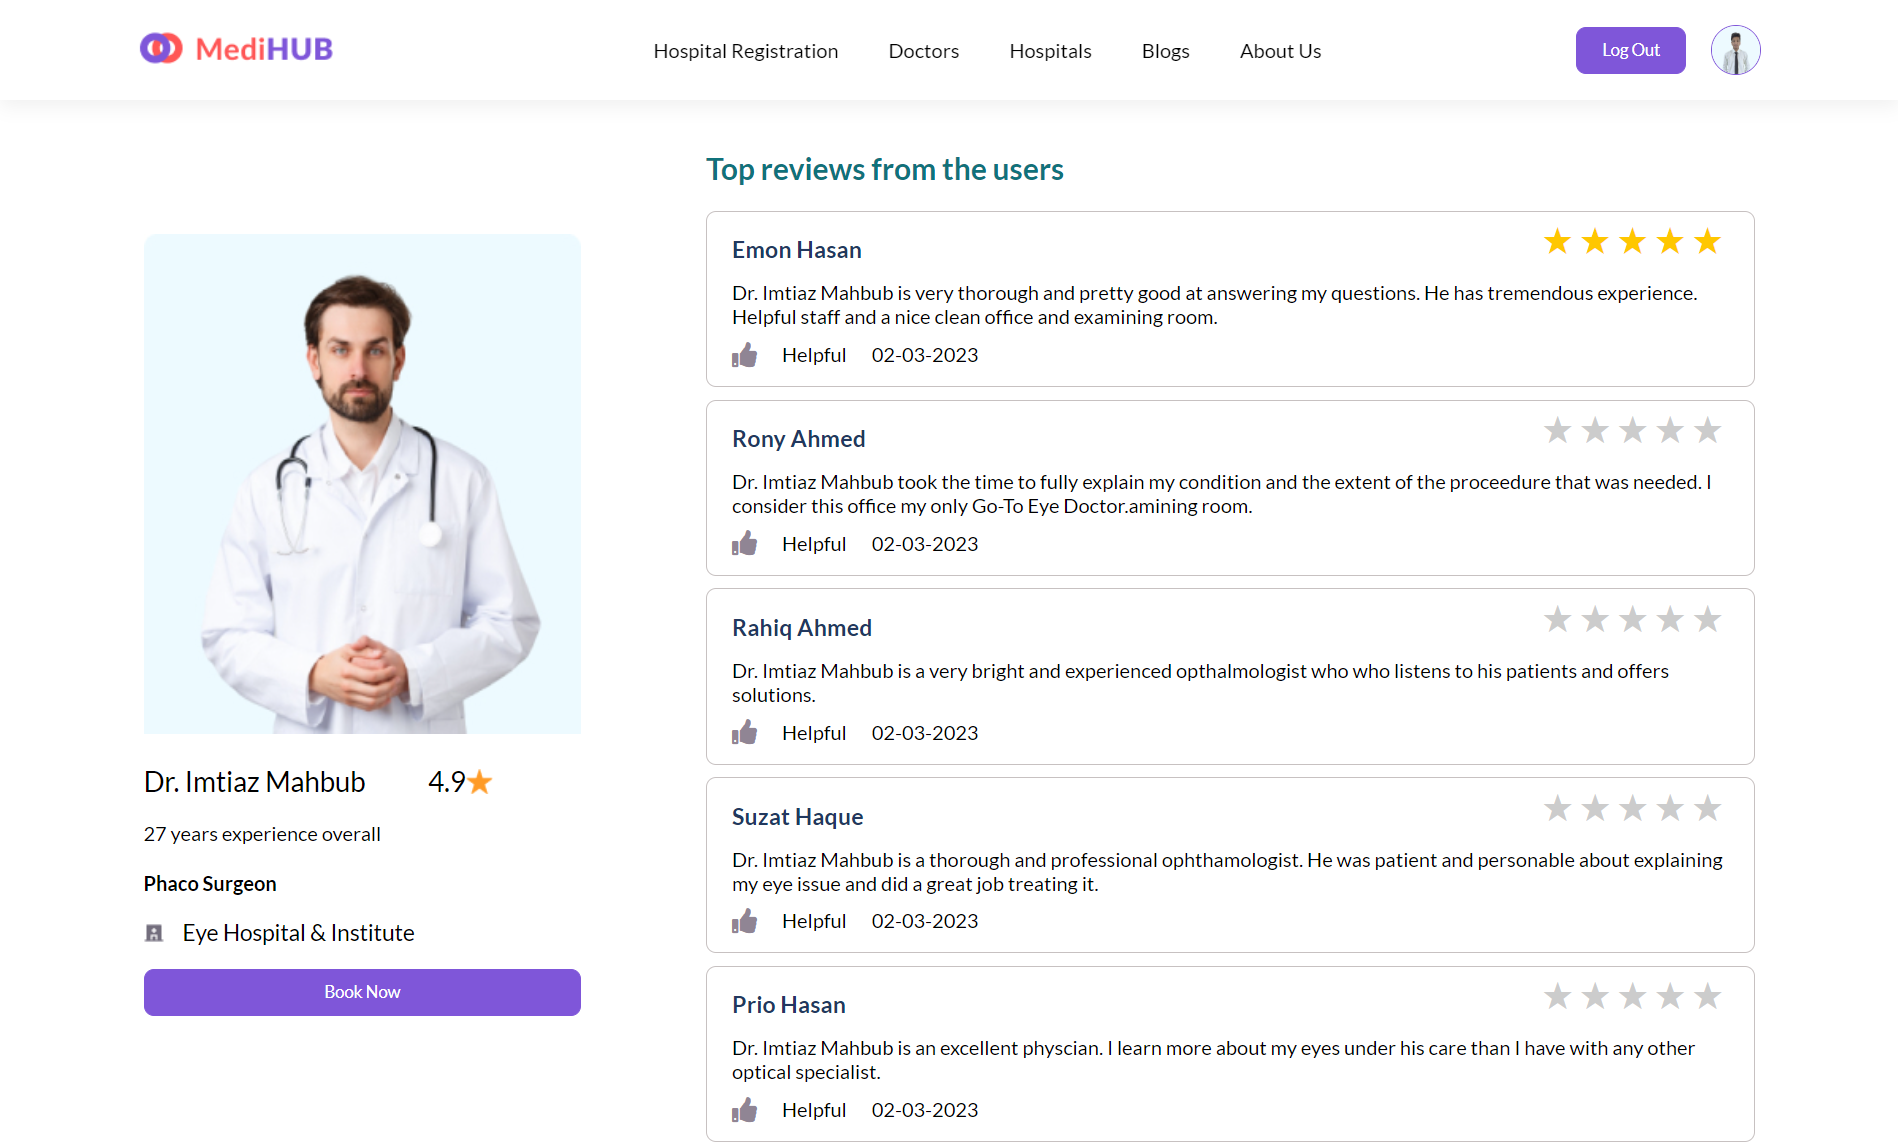 MediHUB
Hospital Registration
Doctors
Hospitals
Blogs
About Us
Log Out
Dr. Imtiaz Mahbub
4.9
27 years experience overall
Phaco Surgeon
Eye Hospital & Institute
Book Now
Top reviews from the users
Emon Hasan
Dr. Imtiaz Mahbub is very thorough and pretty good at answering my questions. He has tremendous experience.
Helpful staff and a nice clean office and examining room.
Helpful 02-03-2023
Rony Ahmed
Dr. Imtiaz Mahbub took the time to fully explain my condition and the extent of the proceedure that was needed. I
consider this office my only Go-To Eye Doctor.amining room.
Helpful 02-03-2023
Rahiq Ahmed
Dr. Imtiaz Mahbub is a very bright and experienced opthalmologist who who listens to his patients and offers
solutions.
Helpful 02-03-2023
Suzat Haque
Dr. Imtiaz Mahbub is a thorough and professional ophthamologist. He was patient and personable about explaining
my eye issue and did a great job treating it.
Helpful 02-03-2023
Prio Hasan
Dr. Imtiaz Mahbub is an excellent physcian. I learn more about my eyes under his care than I have with any other
optical specialist.
Helpful 02-03-2023